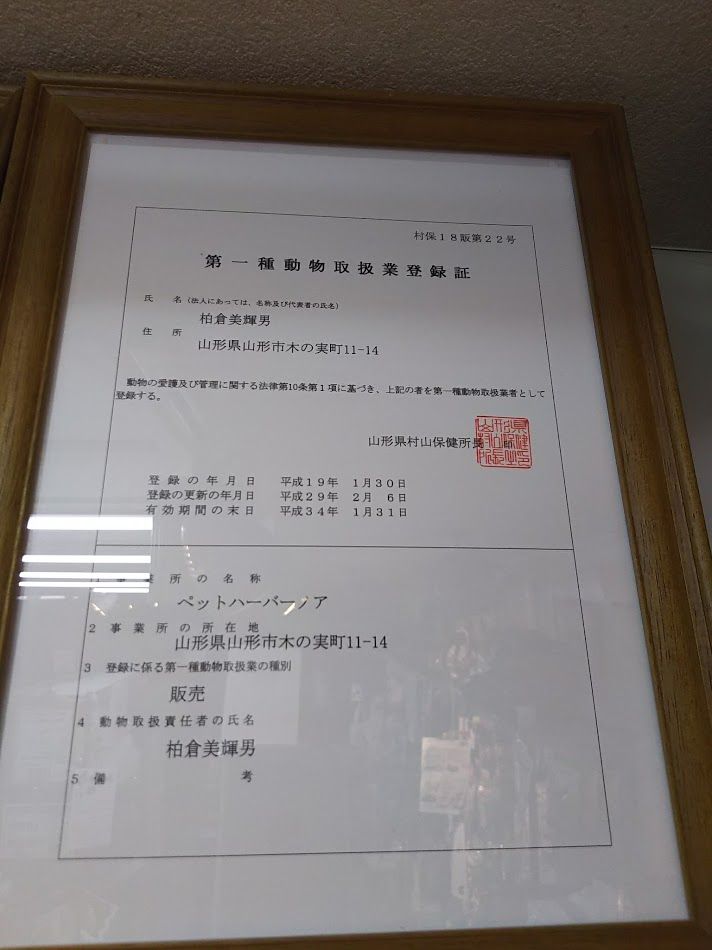 村保18販第22号
第一種動物取扱業登録証
氏 名(法人にあっては、名称及び代表者の氏名)
柏倉美輝男
住 所
山形県山形市木の実町11-14
動物の愛護及び管理に関する法律第10条第1項に基づき、上記の者を第一種動物取扱業者として
登録する。
山形県村山保健所長
登録の年月日 平成19年 1月30日
登録の更新の年月日 平成29年 2月 6日
有効期間の末日 平成34年 1月31日
1 事業所の名称
ペットハーバーノア
2 事業所の所在地
山形県山形市木の実町11-14
3 登録に係る第一種動物取扱業の種別
販売
4 動物取扱責任者の氏名
柏倉美輝男
5 備 考